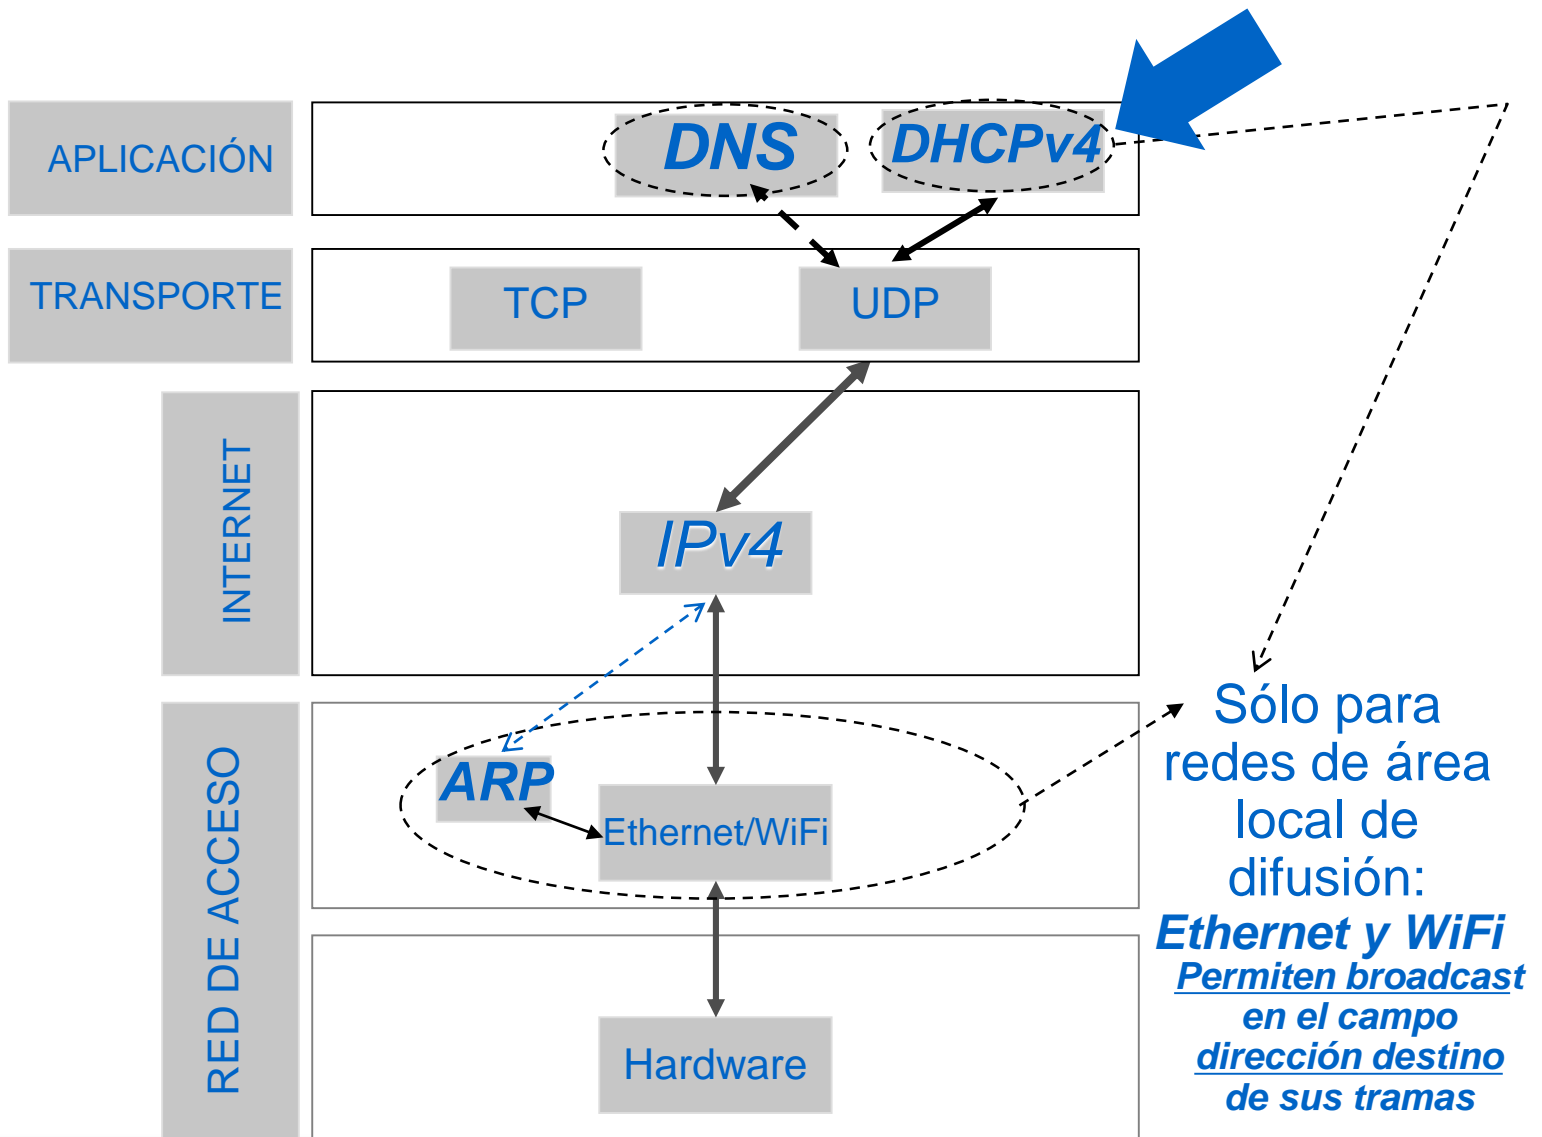 APLICACIÓN
DNS
DHCPv4
TRANSPORTE
TCP
UDP
INTERNET
IPv4
RED DE ACCESO
ARP
Ethernet/WiFi
Hardware
Sólo para
redes de área
local de
difusión:
Ethernet y WiFi
Permiten broadcast
en el campo
dirección destino
de sus tramas